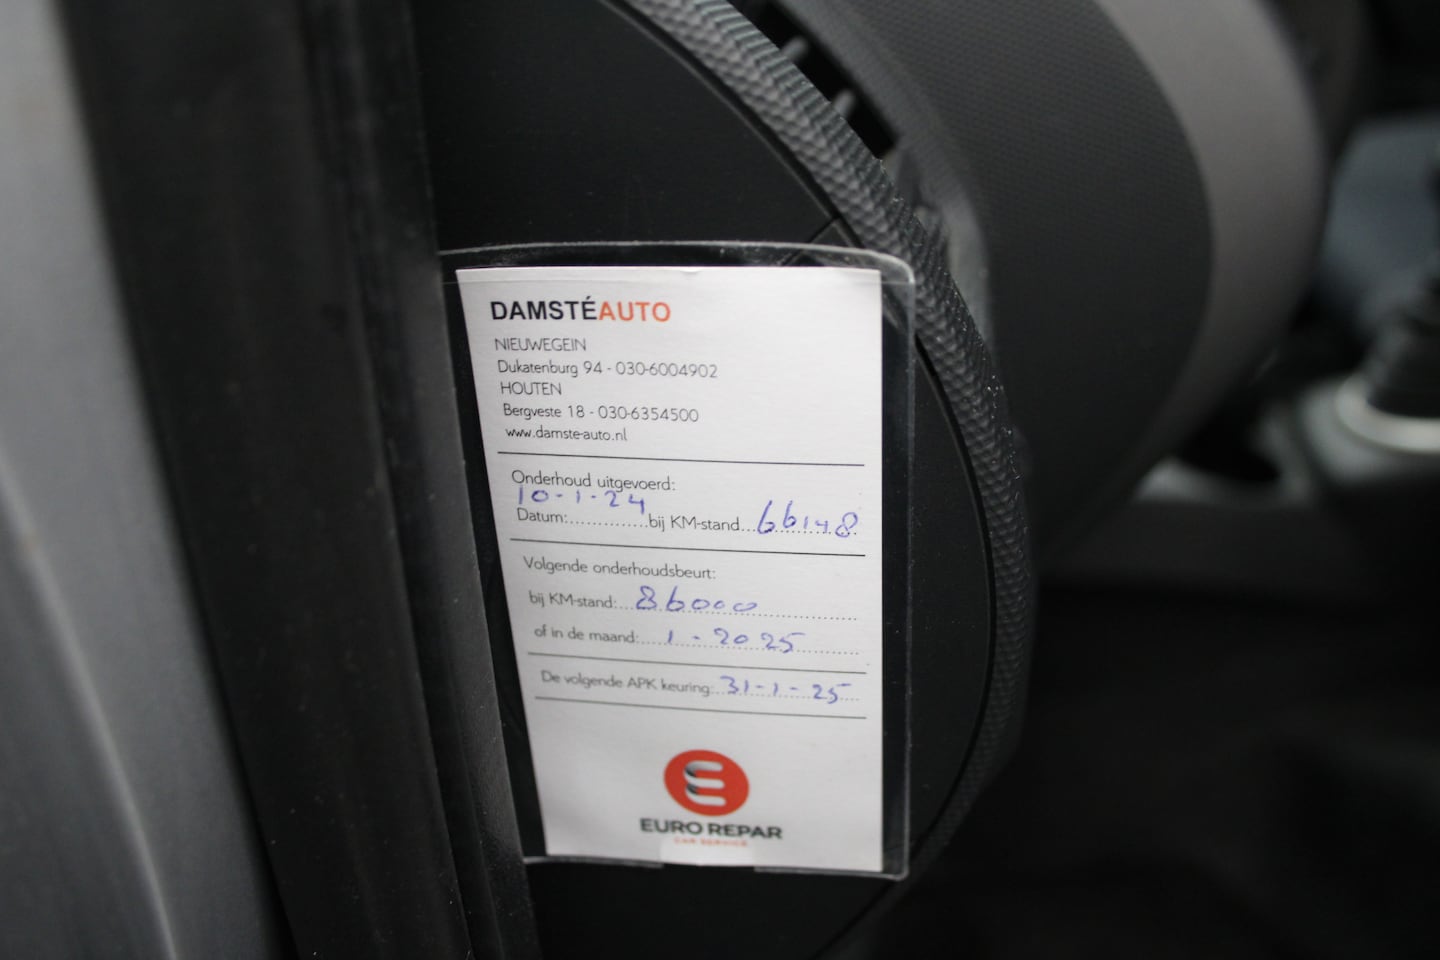 DAMSTÉAUTO
NIEUWEGEIN
Dukatenburg 94 - 030-6004902
HOUTEN
Bergveste 18 - 030-6354500
www.damste-auto.nl
Onderhoud uitgevoerd:
10-1-24
Datum:..............bij KM-stand...66148
Volgende onderhoudsbeurt:
bij KM-stand:...86000
of in de maand:....1-2025
De volgende APK keuring:..31-1-25
EURO REPAR
CAR SERVICE